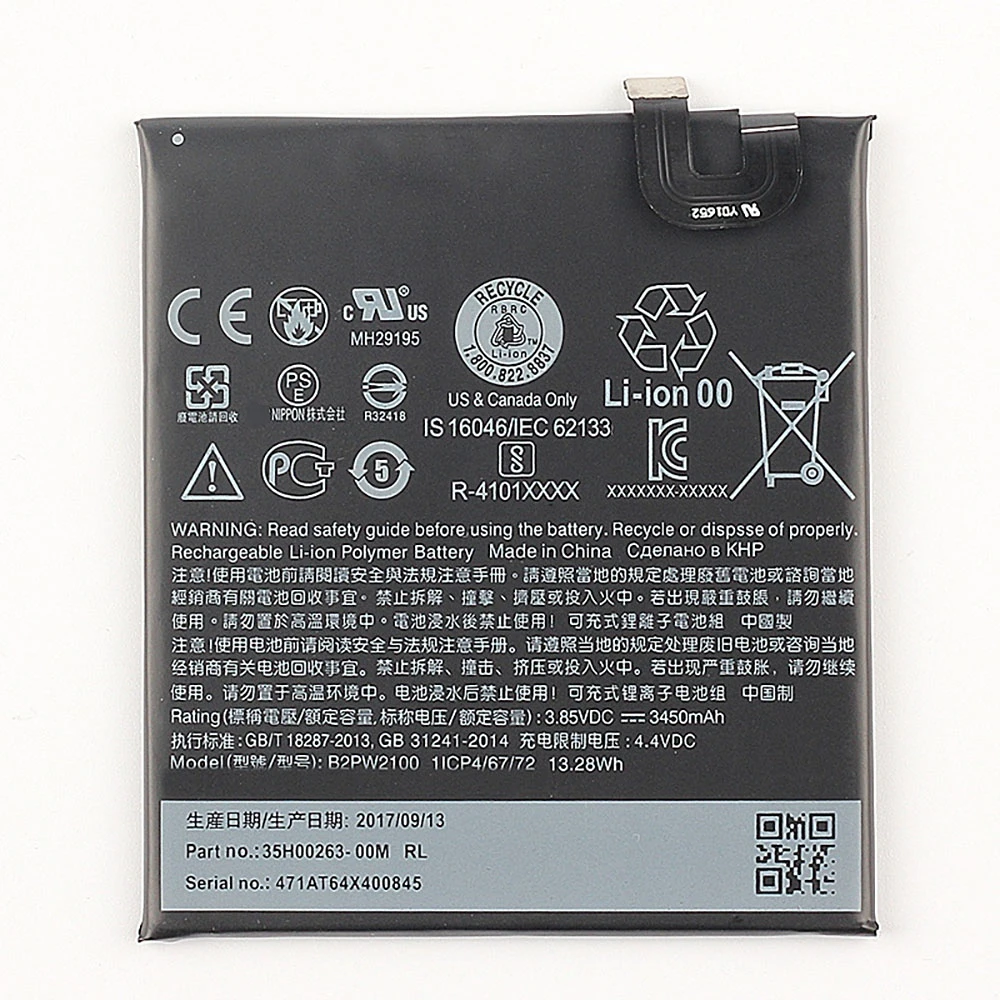 YD1652
CE
c UL® US
MH29195
RECYCLE
RBRC
Li-ion
TM
1.800.822.8837
US & Canada Only
Li-ion 00
廢電池請回收
PS
E
NIPPON 株式会社
R32418
IS 16046/IEC 62133
R-4101XXXX
PCT
5
KC
XXXXXXX-XXXXX
WARNING: Read safety guide before using the battery. Recycle or dispsse of properly.
Rechargeable Li-ion Polymer Battery Made in China Сделано в КНР
注意!使用電池前請閱讀安全與法規注意手冊。請遵照當地的規定處理廢舊電池或諮詢當地
經銷商有關電池回收事宜。禁止拆解、撞擊、擠壓或投入火中。若出現嚴重鼓脹，請勿繼續
使用。請勿置於高溫環境中。電池浸水後禁止使用! 可充式鋰離子電池組 中國製
注意!使用电池前请阅读安全与法规注意手册。请遵照当地的规定处理废旧电池或咨询当地
经销商有关电池回收事宜。禁止拆解、撞击、挤压或投入火中。若出现严重鼓胀，请勿继续
使用。请勿置于高温环境中。电池浸水后禁止使用! 可充式锂离子电池组 中国制
Rating(標稱電壓/額定容量,标称电压/额定容量): 3.85VDC ⎓ 3450mAh
执行标准:GB/T 18287-2013, GB 31241-2014 充电限制电压: 4.4VDC
Model(型號/型号): B2PW2100 1ICP4/67/72 13.28Wh
生產日期/生产日期: 2017/09/13
Part no.:35H00263-00M RL
Serial no.: 471AT64X400845